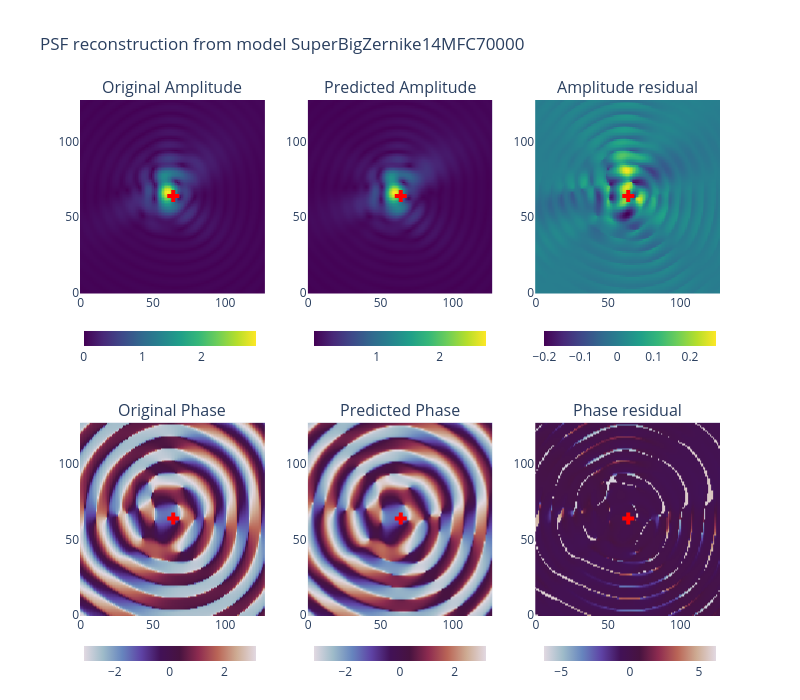 PSF reconstruction from model SuperBigZernike14MFC70000
Original Amplitude
Predicted Amplitude
Amplitude residual
100
50
0
0 50 100
100
50
0
0 50 100
100
50
0
0 50 100
0 1 2
1 2
−0.2 −0.1 0 0.1 0.2
Original Phase
Predicted Phase
Phase residual
100
50
0
0 50 100
100
50
0
0 50 100
100
50
0
0 50 100
−2 0 2
−2 0 2
−5 0 5